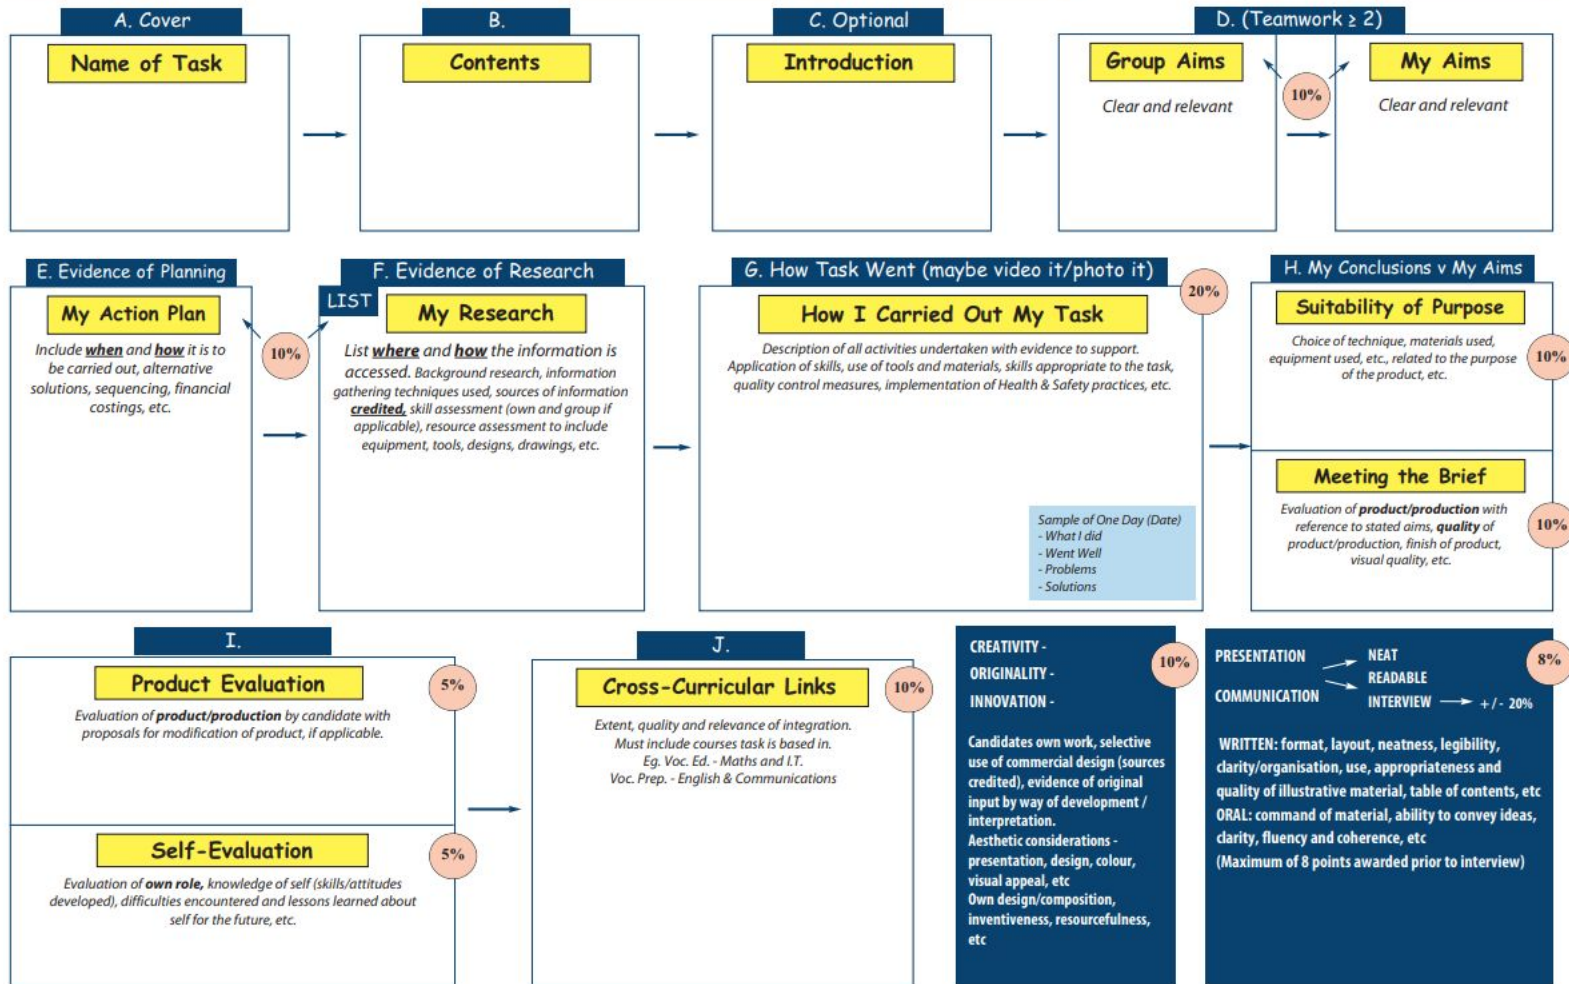 A. Cover
Name of Task
B.
Contents
C. Optional
Introduction
D. (Teamwork ≥ 2)
Group Aims
Clear and relevant
10%
My Aims
Clear and relevant
E. Evidence of Planning
My Action Plan
Include when and how it is to
be carried out, alternative
solutions, sequencing, financial
costings, etc.
10%
F. Evidence of Research
LIST
My Research
List where and how the information is
accessed. Background research, information
gathering techniques used, sources of information
credited, skill assessment (own and group if
applicable), resource assessment to include
equipment, tools, designs, drawings, etc.
G. How Task Went (maybe video it/photo it)
20%
How I Carried Out My Task
Description of all activities undertaken with evidence to support.
Application of skills, use of tools and materials, skills appropriate to the task,
quality control measures, implementation of Health & Safety practices, etc.
Sample of One Day (Date)
- What I did
- Went Well
- Problems
- Solutions
H. My Conclusions v My Aims
Suitability of Purpose
Choice of technique, materials used,
equipment used, etc., related to the purpose
of the product, etc.
10%
Meeting the Brief
Evaluation of product/production with
reference to stated aims, quality of
product/production, finish of product,
visual quality, etc.
10%
I.
Product Evaluation
5%
Evaluation of product/production by candidate with
proposals for modification of product, if applicable.
Self-Evaluation
5%
Evaluation of own role, knowledge of self (skills/attitudes
developed), difficulties encountered and lessons learned about
self for the future, etc.
J.
Cross-Curricular Links
10%
Extent, quality and relevance of integration.
Must include courses task is based in.
Eg. Voc. Ed. - Maths and I.T.
Voc. Prep. - English & Communications
CREATIVITY -
ORIGINALITY -
INNOVATION -
10%
Candidates own work, selective
use of commercial design (sources
credited), evidence of original
input by way of development /
interpretation.
Aesthetic considerations -
presentation, design, colour,
visual appeal, etc
Own design/composition,
inventiveness, resourcefulness,
etc
PRESENTATION
COMMUNICATION
NEAT
READABLE
INTERVIEW
+/- 20%
8%
WRITTEN: format, layout, neatness, legibility,
clarity/organisation, use, appropriateness and
quality of illustrative material, table of contents, etc
ORAL: command of material, ability to convey ideas,
clarity, fluency and coherence, etc
(Maximum of 8 points awarded prior to interview)